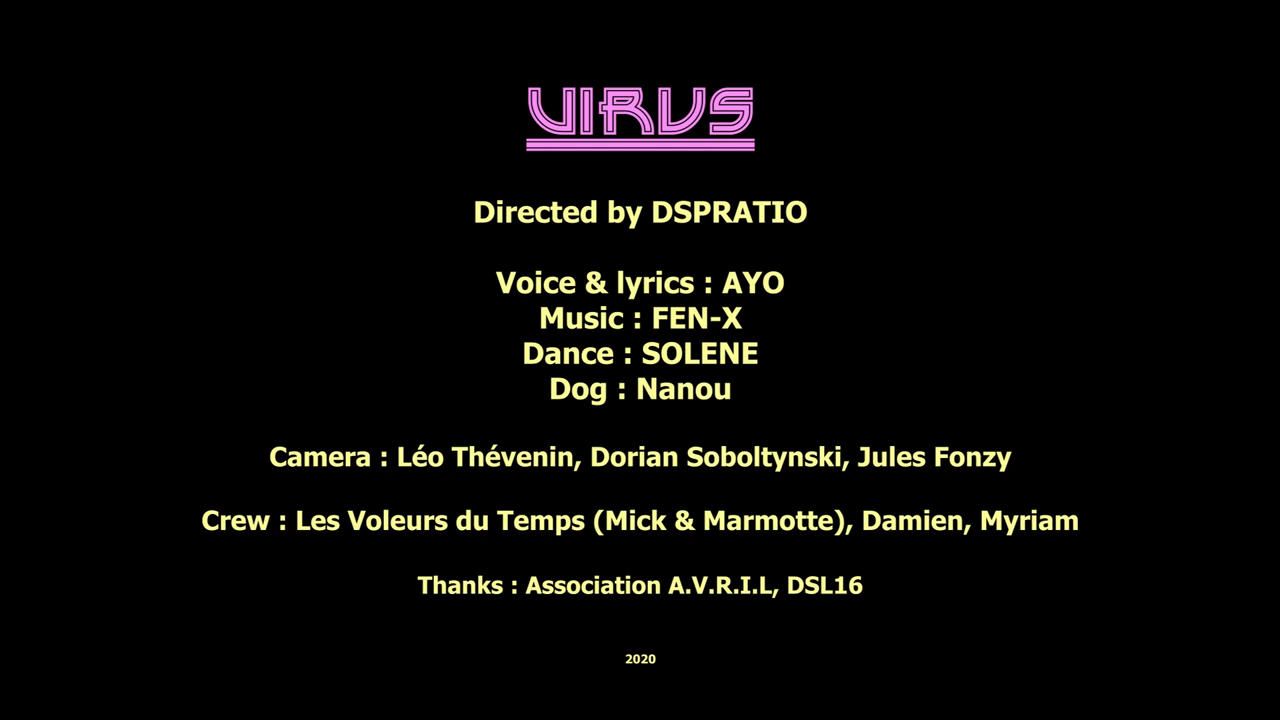 VIRUS
Directed by DSPRATIO
Voice & lyrics : AYO
Music : FEN-X
Dance : SOLENE
Dog : Nanou
Camera : Léo Thévenin, Dorian Soboltynski, Jules Fonzy
Crew : Les Voleurs du Temps (Mick & Marmotte), Damien, Myriam
Thanks : Association A.V.R.I.L, DSL16
2020